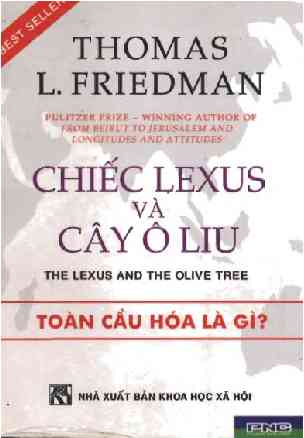 BEST SELLER
THOMAS
L. FRIEDMAN
PULITZER PRIZE – WINNING AUTHOR OF
FROM BEIRUT TO JERUSALEM AND
LONGITUDES AND ATTITUDES
CHIẾC LEXUS
VÀ
CÂY Ô LIU
THE LEXUS AND THE OLIVE TREE
TOÀN CẦU HÓA LÀ GÌ?
NHÀ XUẤT BẢN KHOA HỌC XÃ HỘI
PNC